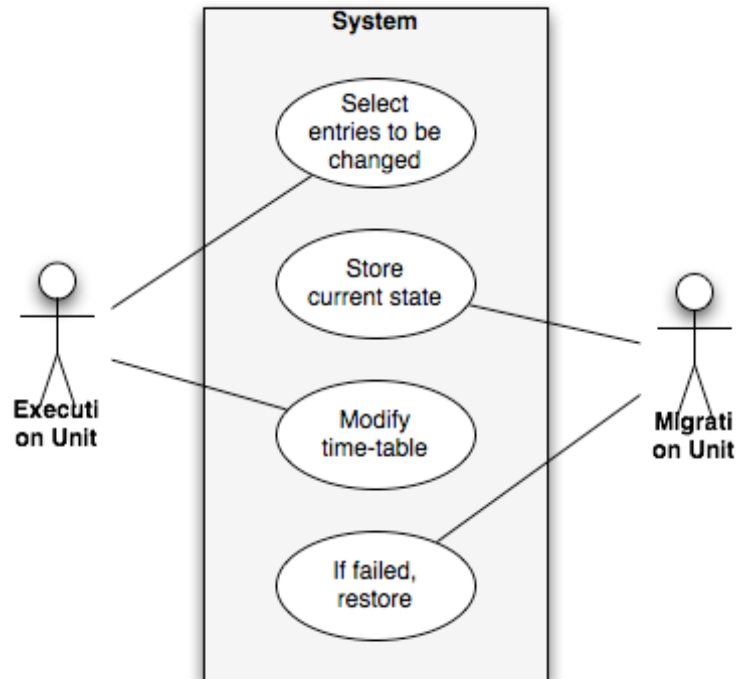 System
Select
entries to be
changed
Store
current state
Executi
on Unit
Migrati
on Unit
Modify
time-table
If failed,
restore